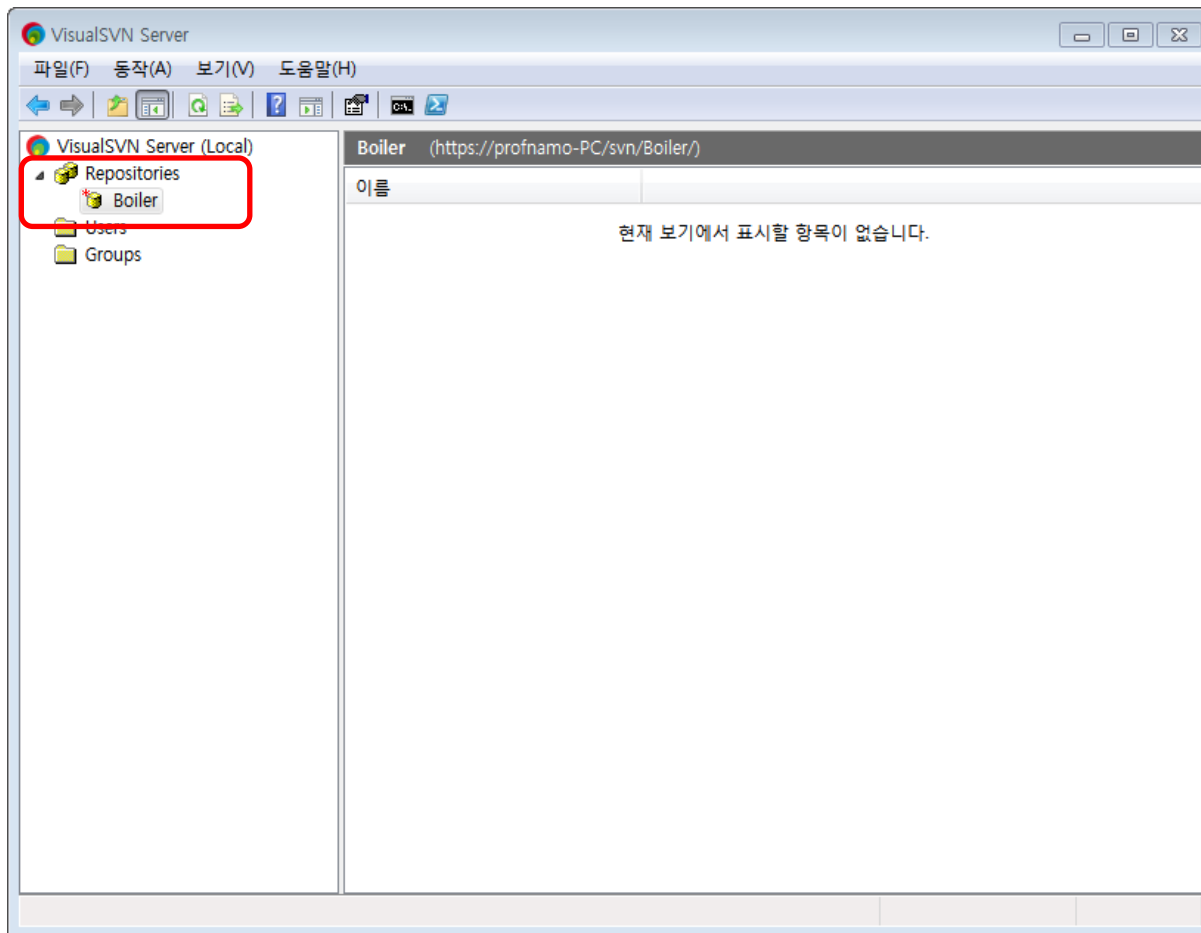 VisualSVN Server
파일(F) 동작(A) 보기(V) 도움말(H)
VisualSVN Server (Local)
Repositories
Boiler
Users
Groups
Boiler (https://profnamo-PC/svn/Boiler/)
이름
현재 보기에서 표시할 항목이 없습니다.